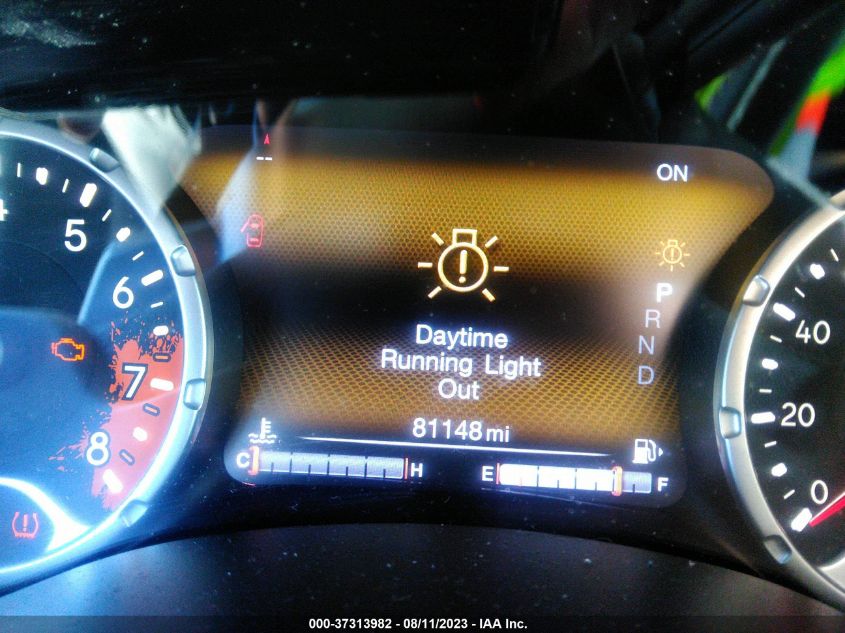 --
ON
5
6
7
8
Daytime
Running Light
Out
P
R
N
D
81148 mi
C H
E F
40
20
0
000-37313982 - 08/11/2023 - IAA Inc.